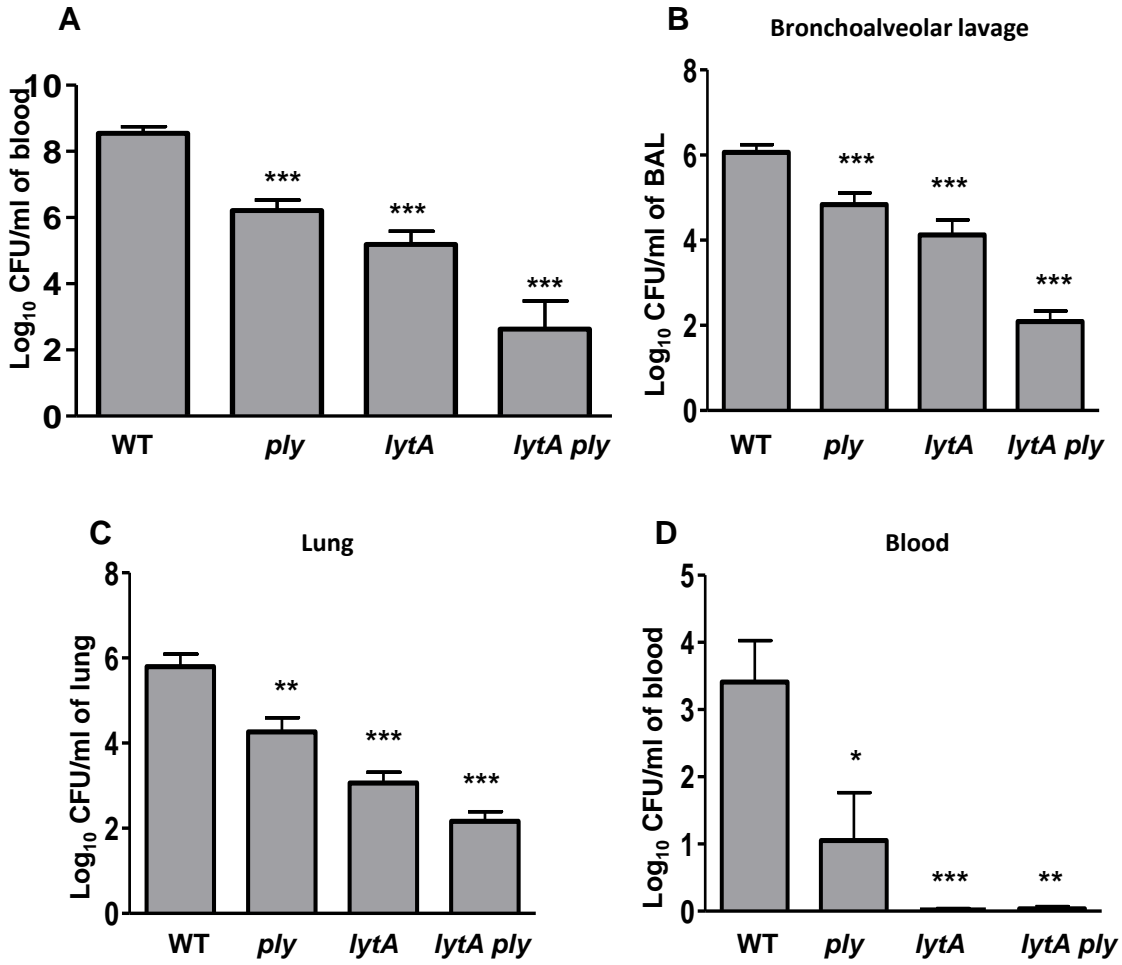 A
Log₁₀ CFU/ml of blood
10
8
6
4
2
0
***
***
***
WT ply lytA lytA ply
B
Bronchoalveolar lavage
Log₁₀ CFU/ml of BAL
8
6
4
2
0
***
***
***
WT ply lytA lytA ply
C
Lung
Log₁₀ CFU/ml of lung
8
6
4
2
0
**
***
***
WT ply lytA lytA ply
D
Blood
Log₁₀ CFU/ml of blood
5
4
3
2
1
0
*
***
**
WT ply lytA lytA ply